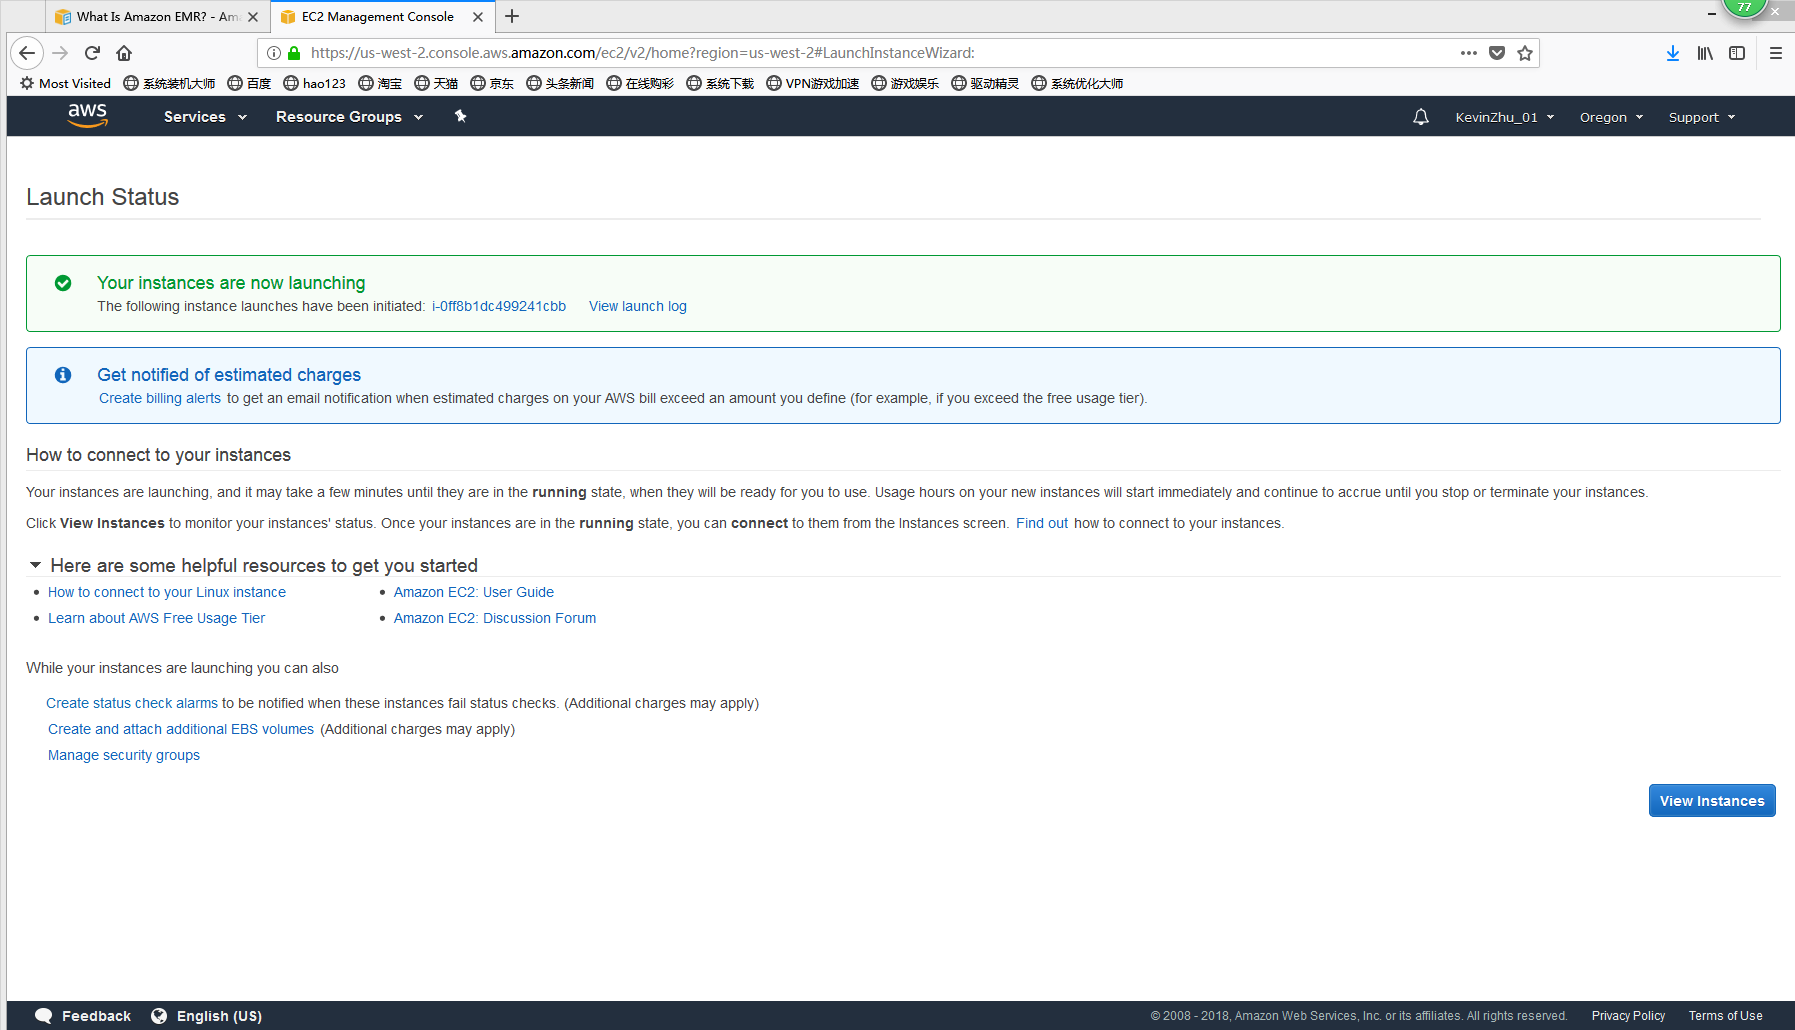 What Is Amazon EMR? - Am
EC2 Management Console
77
https://us-west-2.console.aws.amazon.com/ec2/v2/home?region=us-west-2#LaunchInstanceWizard:
Most Visited 系统装机大师 百度 hao123 淘宝 天猫 京东 头条新闻 在线购彩 系统下载 VPN游戏加速 游戏娱乐 驱动精灵 系统优化大师
aws Services Resource Groups KevinZhu_01 Oregon Support
Launch Status
Your instances are now launching
The following instance launches have been initiated: i-0ff8b1dc499241cbb View launch log
Get notified of estimated charges
Create billing alerts to get an email notification when estimated charges on your AWS bill exceed an amount you define (for example, if you exceed the free usage tier).
How to connect to your instances
Your instances are launching, and it may take a few minutes until they are in the running state, when they will be ready for you to use. Usage hours on your new instances will start immediately and continue to accrue until you stop or terminate your instances.
Click View Instances to monitor your instances' status. Once your instances are in the running state, you can connect to them from the Instances screen. Find out how to connect to your instances.
Here are some helpful resources to get you started
• How to connect to your Linux instance
• Learn about AWS Free Usage Tier
• Amazon EC2: User Guide
• Amazon EC2: Discussion Forum
While your instances are launching you can also
Create status check alarms to be notified when these instances fail status checks. (Additional charges may apply)
Create and attach additional EBS volumes (Additional charges may apply)
Manage security groups
View Instances
Feedback English (US) © 2008 - 2018, Amazon Web Services, Inc. or its affiliates. All rights reserved. Privacy Policy Terms of Use